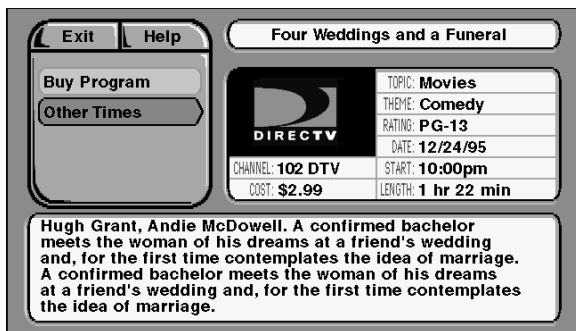 Exit Help
Four Weddings and a Funeral
Buy Program
Other Times
DIRECTV
TOPIC: Movies
THEME: Comedy
RATING: PG-13
DATE: 12/24/95
CHANNEL: 102 DTV
START: 10:00pm
COST: $2.99
LENGTH: 1 hr 22 min
Hugh Grant, Andie McDowell. A confirmed bachelor
meets the woman of his dreams at a friend's wedding
and, for the first time contemplates the idea of marriage.
A confirmed bachelor meets the woman of his dreams
at a friend's wedding and, for the first time contemplates
the idea of marriage.